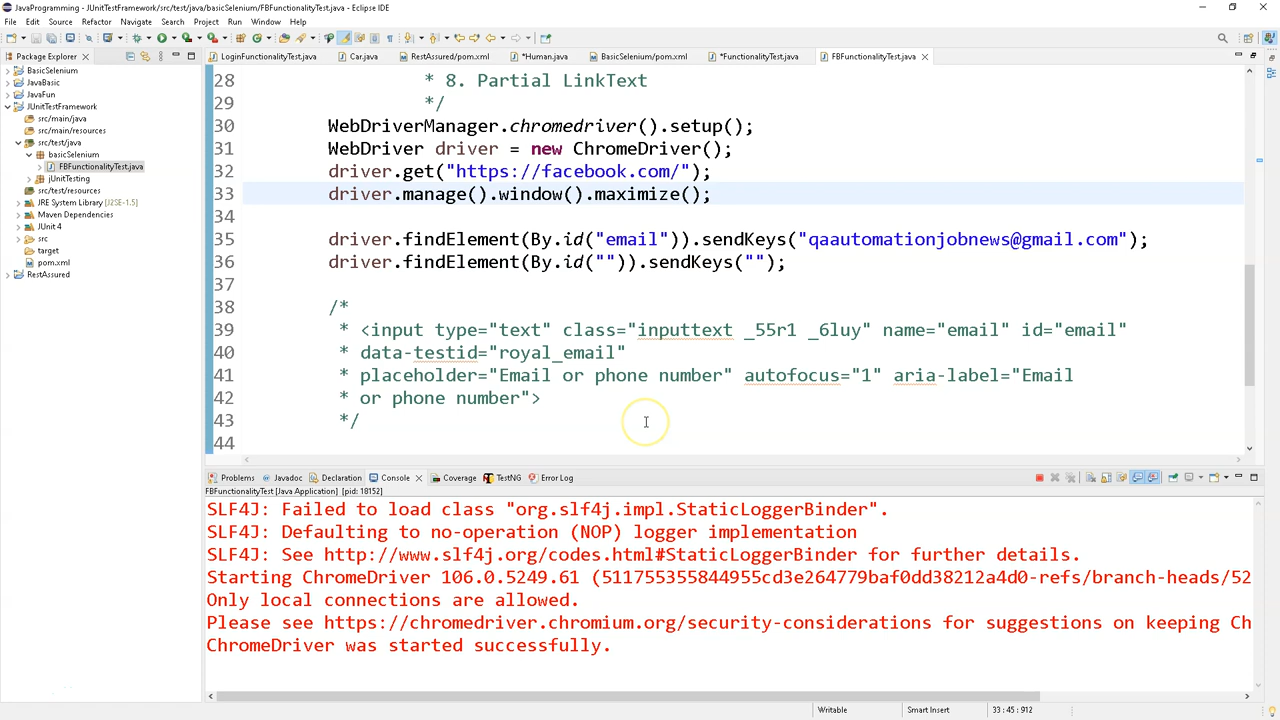 JavaProgramming - JUnitTestFramework/src/test/java/basicSelenium/FBFunctionalityTest.java - Eclipse IDE
File Edit Source Refactor Navigate Search Project Run Window Help
Package Explorer
LoginFunctionalityTest.java Car.java RestAssured/pom.xml *Human.java BasicSelenium/pom.xml *FunctionalityTest.java FBFunctionalityTest.java
BasicSelenium
JavaBasic
JavaFun
JUnitTestFramework
src/main/java
src/main/resources
src/test/java
basicSelenium
FBFunctionalityTest.java
jUnitTesting
src/test/resources
JRE System Library [J2SE-1.5]
Maven Dependencies
JUnit 4
src
target
pom.xml
RestAssured
28 * 8. Partial LinkText
29 */
30 WebDriverManager.chromedriver().setup();
31 WebDriver driver = new ChromeDriver();
32 driver.get("https://facebook.com/");
33 driver.manage().window().maximize();
34
35 driver.findElement(By.id("email")).sendKeys("qaautomationjobnews@gmail.com");
36 driver.findElement(By.id("")).sendKeys("");
37
38 /*
39 * <input type="text" class="inputtext _55r1 _6luy" name="email" id="email"
40 * data-testid="royal_email"
41 * placeholder="Email or phone number" autofocus="1" aria-label="Email
42 * or phone number">
43 */
44
Problems Javadoc Declaration Console Coverage TestNG Error Log
FBFunctionalityTest [Java Application] [pid: 18152]
SLF4J: Failed to load class "org.slf4j.impl.StaticLoggerBinder".
SLF4J: Defaulting to no-operation (NOP) logger implementation
SLF4J: See http://www.slf4j.org/codes.html#StaticLoggerBinder for further details.
Starting ChromeDriver 106.0.5249.61 (511755355844955cd3e264779baf0dd38212a4d0-refs/branch-heads/52
Only local connections are allowed.
Please see https://chromedriver.chromium.org/security-considerations for suggestions on keeping Ch
ChromeDriver was started successfully.
Writable Smart Insert 33 : 45 : 912